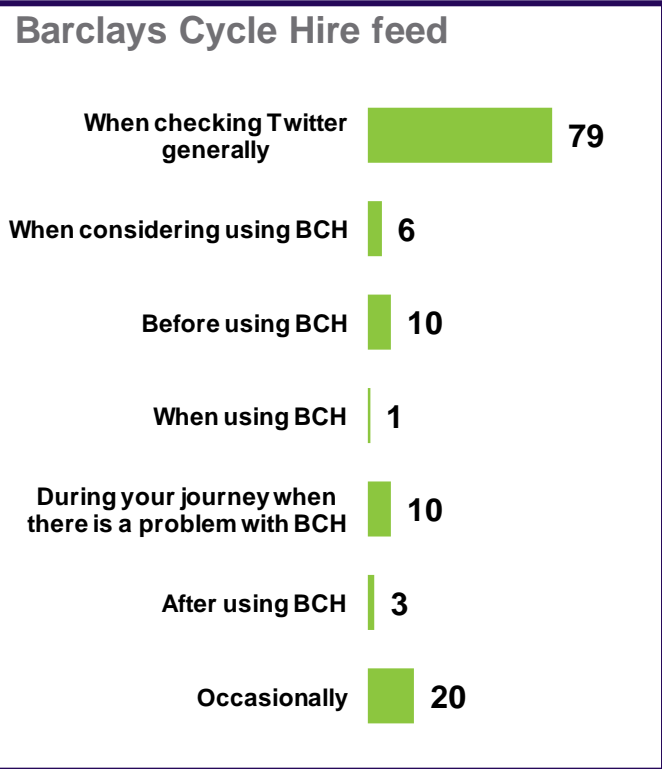 Barclays Cycle Hire feed
When checking Twitter
generally
79
When considering using BCH
6
Before using BCH
10
When using BCH
1
During your journey when
there is a problem with BCH
10
After using BCH
3
Occasionally
20